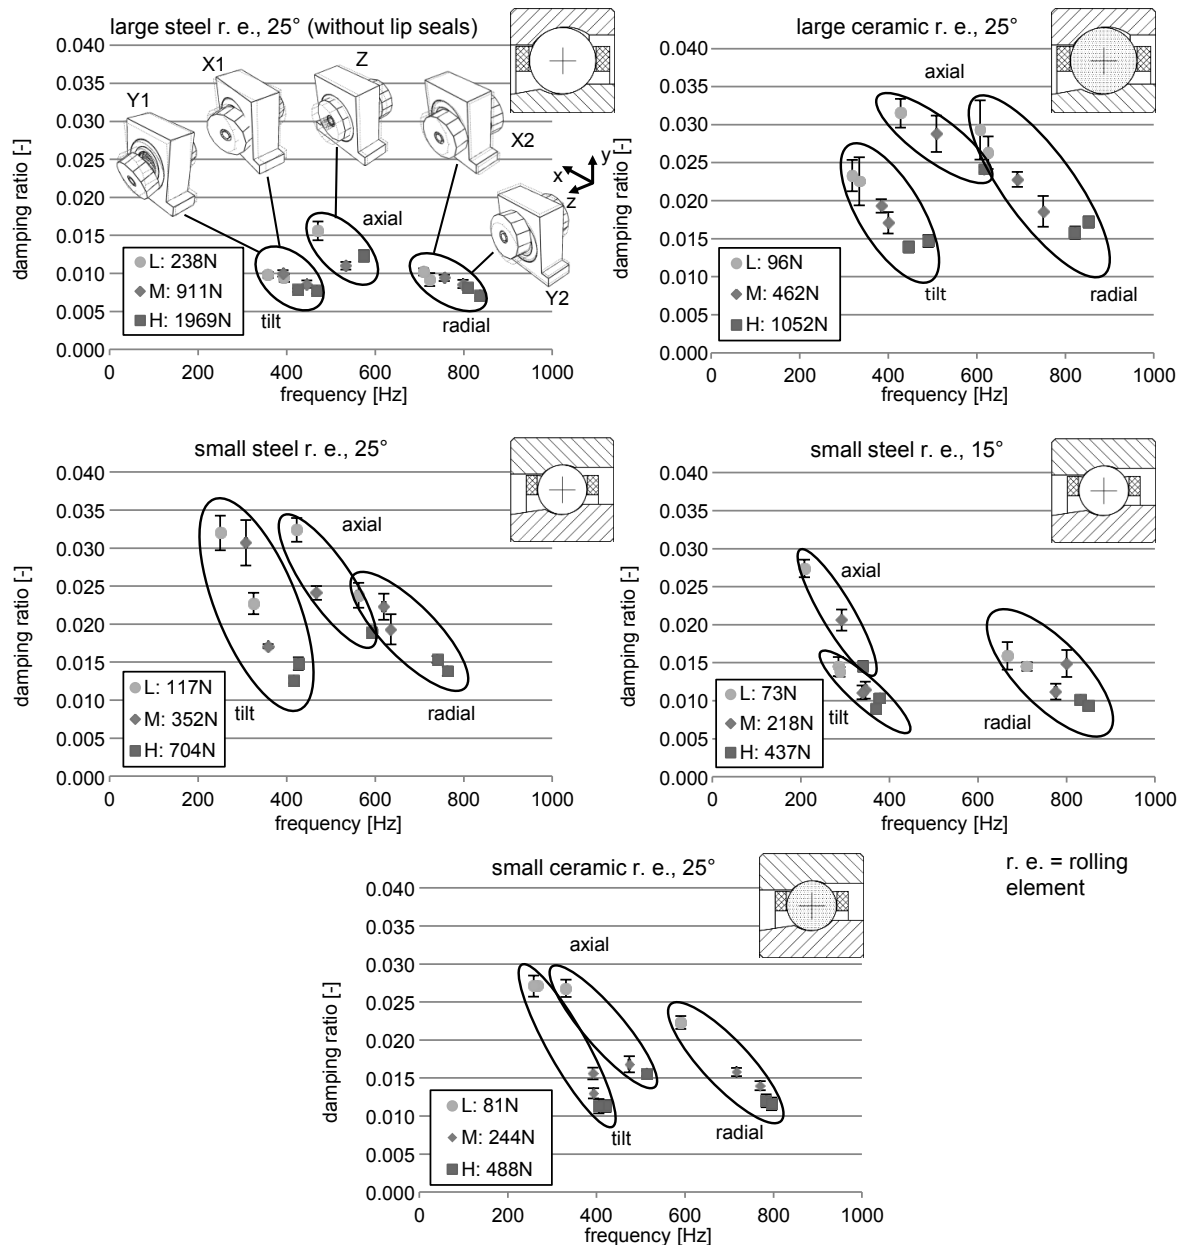 large steel r. e., 25° (without lip seals)
0.040
0.035
0.030
0.025
0.020
0.015
0.010
0.005
0.000
damping ratio [-]
Y1
X1
Z
X2
Y2
y
x
z
axial
tilt
radial
L: 238N
M: 911N
H: 1969N
0 200 400 600 800 1000
frequency [Hz]
large ceramic r. e., 25°
0.040
0.035
0.030
0.025
0.020
0.015
0.010
0.005
0.000
damping ratio [-]
axial
tilt
radial
L: 96N
M: 462N
H: 1052N
0 200 400 600 800 1000
frequency [Hz]
small steel r. e., 25°
0.040
0.035
0.030
0.025
0.020
0.015
0.010
0.005
0.000
damping ratio [-]
axial
tilt
radial
L: 117N
M: 352N
H: 704N
0 200 400 600 800 1000
frequency [Hz]
small steel r. e., 15°
0.040
0.035
0.030
0.025
0.020
0.015
0.010
0.005
0.000
damping ratio [-]
axial
tilt
radial
L: 73N
M: 218N
H: 437N
0 200 400 600 800 1000
frequency [Hz]
small ceramic r. e., 25°
0.040
0.035
0.030
0.025
0.020
0.015
0.010
0.005
0.000
damping ratio [-]
axial
tilt
radial
L: 81N
M: 244N
H: 488N
0 200 400 600 800 1000
frequency [Hz]
r. e. = rolling
element